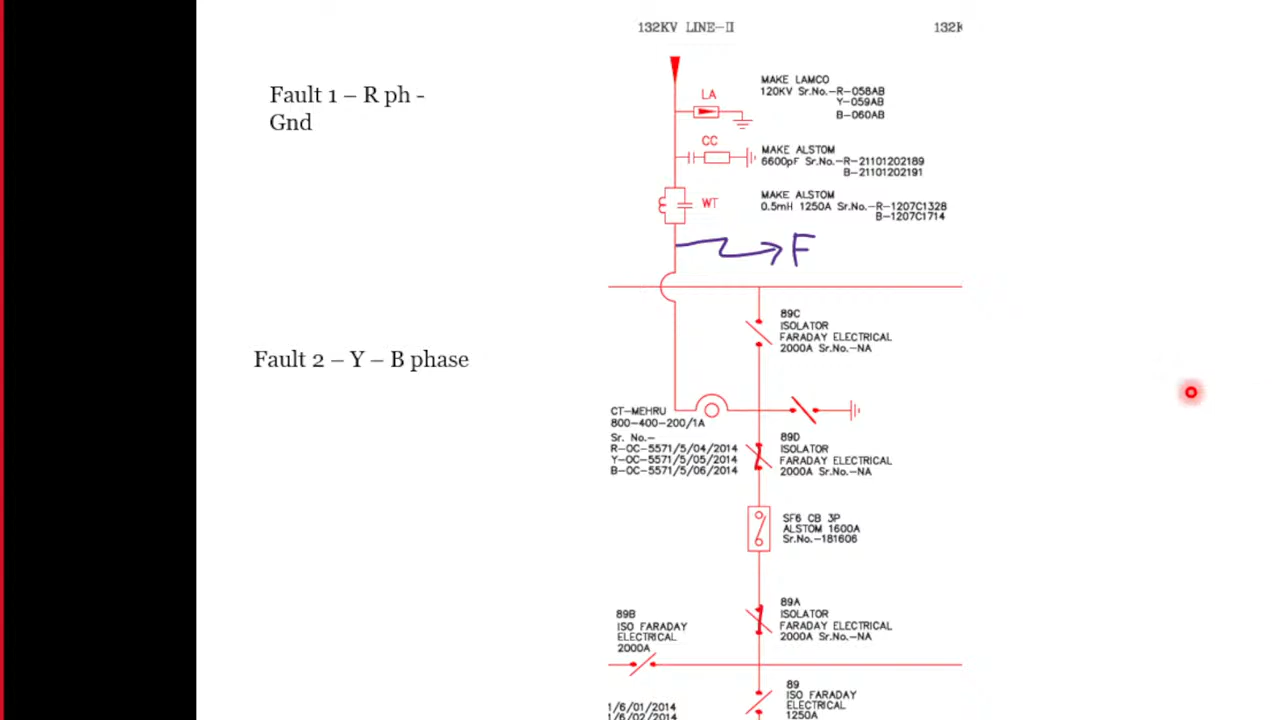 132KV LINE-II
132K
Fault 1 – R ph -
Gnd
LA
MAKE LAMCO
120KV Sr.No.-R-058AB
Y-059AB
B-060AB
CC
MAKE ALSTOM
6600pF Sr.No.-R-21101202189
B-21101202191
WT
MAKE ALSTOM
0.5mH 1250A Sr.No.-R-1207C1328
B-1207C1714
F
89C
ISOLATOR
FARADAY ELECTRICAL
2000A Sr.No.-NA
Fault 2 – Y – B phase
CT-MEHRU
800-400-200/1A
Sr. No.-
R-OC-5571/5/04/2014
Y-OC-5571/5/05/2014
B-OC-5571/5/06/2014
89D
ISOLATOR
FARADAY ELECTRICAL
2000A Sr.No.-NA
SF6 CB 3P
ALSTOM 1600A
Sr.No.-181606
89A
ISOLATOR
FARADAY ELECTRICAL
2000A Sr.No.-NA
89B
ISO FARADAY
ELECTRICAL
2000A
89
ISO FARADAY
ELECTRICAL
1250A
1/6/01/2014
1/6/02/2014